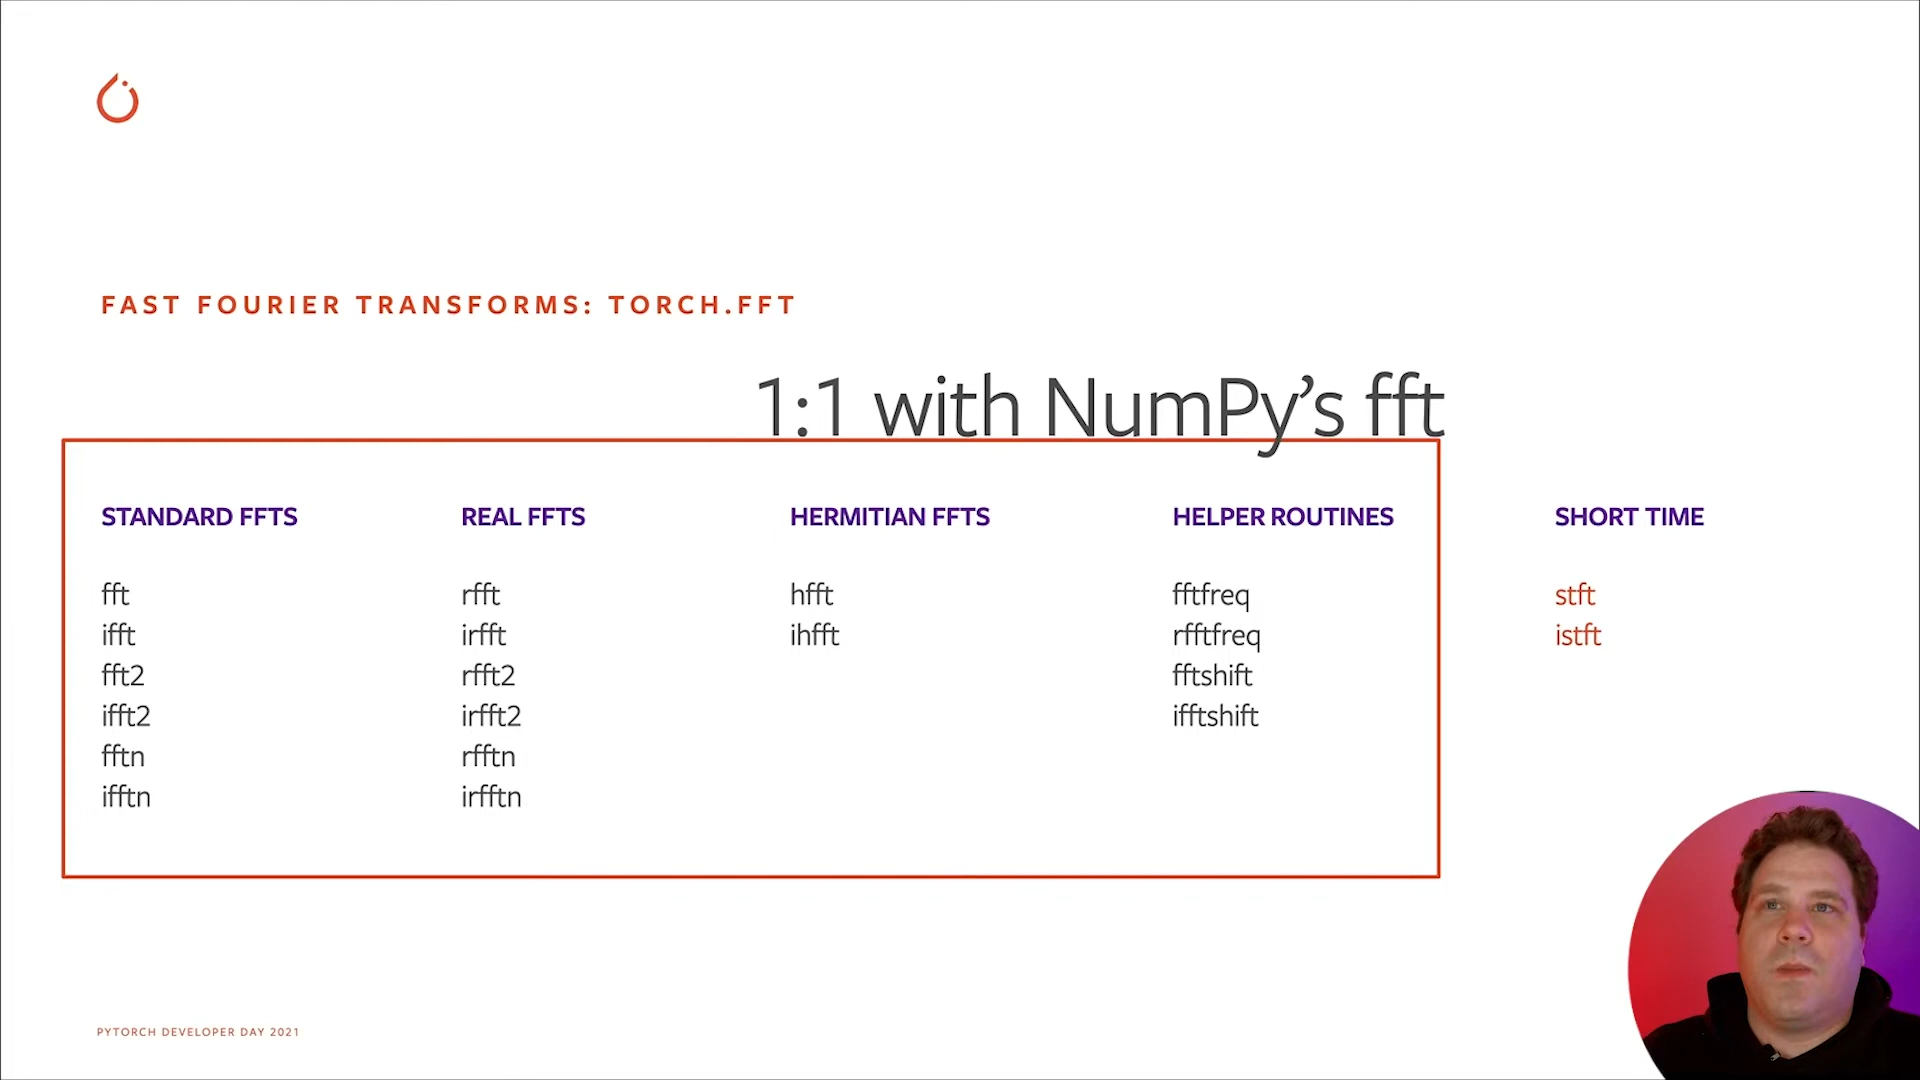 FAST FOURIER TRANSFORMS: TORCH.FFT
1:1 with NumPy’s fft
STANDARD FFTS
fft
ifft
fft2
ifft2
fftn
ifftn
REAL FFTS
rfft
irfft
rfft2
irfft2
rfftn
irfftn
HERMITIAN FFTS
hfft
ihfft
HELPER ROUTINES
fftfreq
rfftfreq
fftshift
ifftshift
SHORT TIME
stft
istft
PYTORCH DEVELOPER DAY 2021